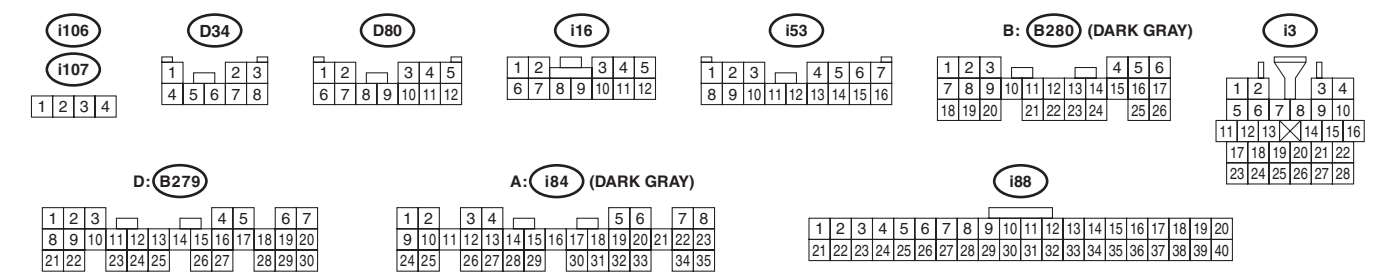 i106 D34 D80 i16 i53 B: B280 (DARK GRAY) i3
i107
1 2 3 4
1 2 3
4 5 6 7 8
1 2 3 4 5
6 7 8 9 10 11 12
1 2 3 4 5
6 7 8 9 10 11 12
1 2 3 4 5 6 7
8 9 10 11 12 13 14 15 16
1 2 3 4 5 6
7 8 9 10 11 12 13 14 15 16 17
18 19 20 21 22 23 24 25 26
1 2 3 4
5 6 7 8 9 10
11 12 13 14 15 16
17 18 19 20 21 22
23 24 25 26 27 28
D: B279 A: i84 (DARK GRAY) i88
1 2 3 4 5 6 7
8 9 10 11 12 13 14 15 16 17 18 19 20
21 22 23 24 25 26 27 28 29 30
1 2 3 4 5 6 7 8
9 10 11 12 13 14 15 16 17 18 19 20 21 22 23
24 25 26 27 28 29 30 31 32 33 34 35
1 2 3 4 5 6 7 8 9 10 11 12 13 14 15 16 17 18 19 20
21 22 23 24 25 26 27 28 29 30 31 32 33 34 35 36 37 38 39 40